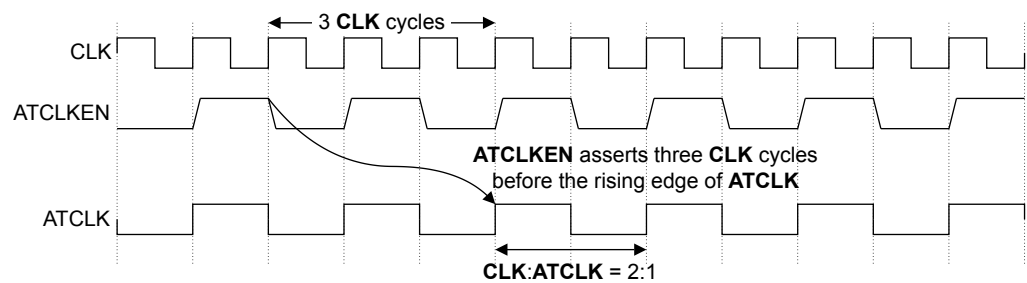 3 CLK cycles
CLK
ATCLKEN
ATCLKEN asserts three CLK cycles
before the rising edge of ATCLK
ATCLK
CLK:ATCLK = 2:1